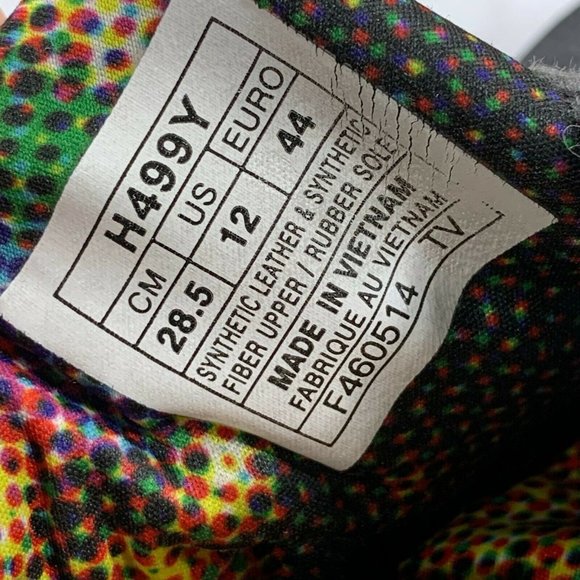 H499Y
CM US EURO
28.5 12 44
SYNTHETIC LEATHER & SYNTHETIC
FIBER UPPER / RUBBER SOLE
MADE IN VIETNAM
FABRIQUE AU VIETNAM
F460514 TV